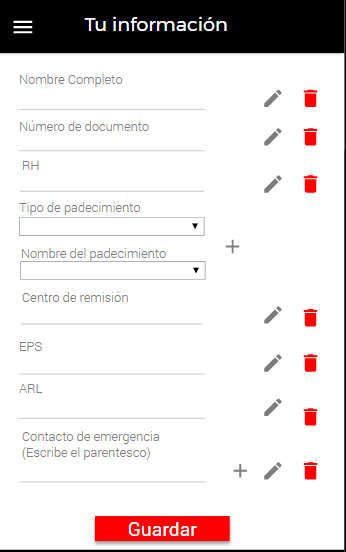 Tu información
Nombre Completo
Número de documento
RH
Tipo de padecimiento
Nombre del padecimiento
Centro de remisión
EPS
ARL
Contacto de emergencia
(Escribe el parentesco)
Guardar